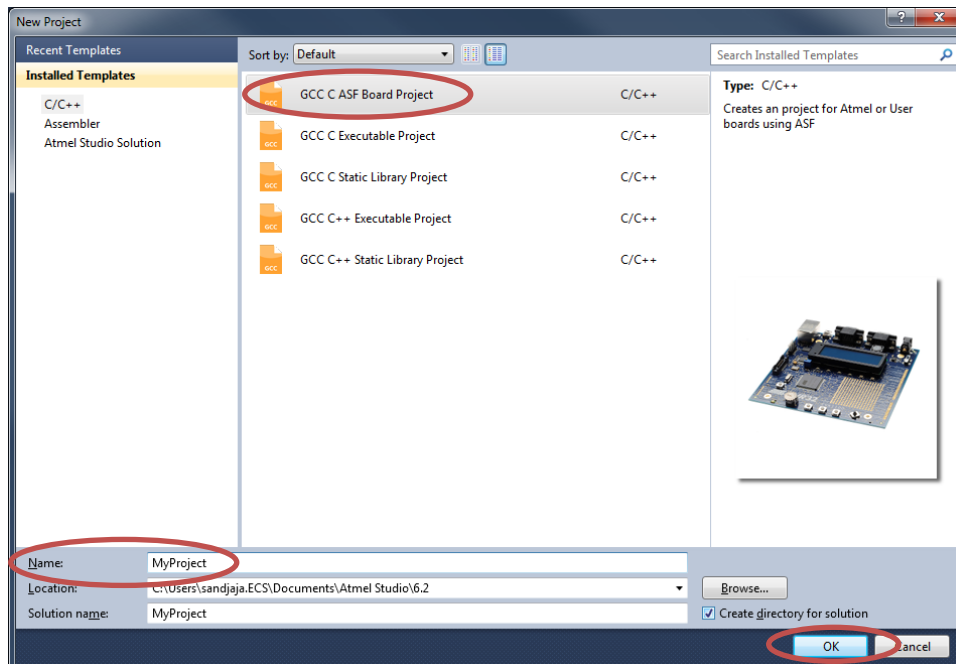 New Project
Recent Templates
Installed Templates
C/C++
Assembler
Atmel Studio Solution
Sort by: Default
Search Installed Templates
GCC C ASF Board Project C/C++
GCC C Executable Project C/C++
GCC C Static Library Project C/C++
GCC C++ Executable Project C/C++
GCC C++ Static Library Project C/C++
Type: C/C++
Creates an project for Atmel or User
boards using ASF
Name: MyProject
Location: C:\Users\sandjaja.ECS\Documents\Atmel Studio\6.2
Browse...
Solution name: MyProject
Create directory for solution
OK Cancel